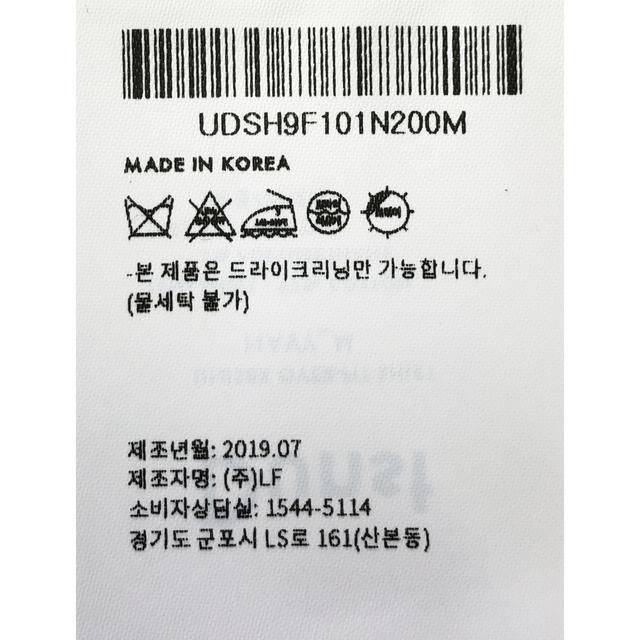 UDSH9F101N200M
MADE IN KOREA
-본 제품은 드라이크리닝만 가능합니다.
(물세탁 불가)
제조년월: 2019.07
제조자명: (주)LF
소비자상담실: 1544-5114
경기도 군포시 LS로 161(산본동)